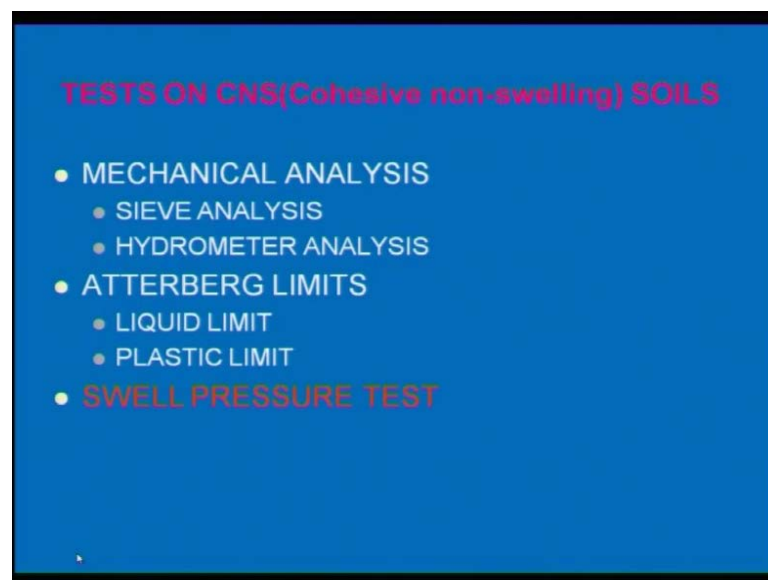 TESTS ON CNS(Cohesive non-swelling) SOILS
MECHANICAL ANALYSIS
SIEVE ANALYSIS
HYDROMETER ANALYSIS
ATTERBERG LIMITS
LIQUID LIMIT
PLASTIC LIMIT
SWELL PRESSURE TEST